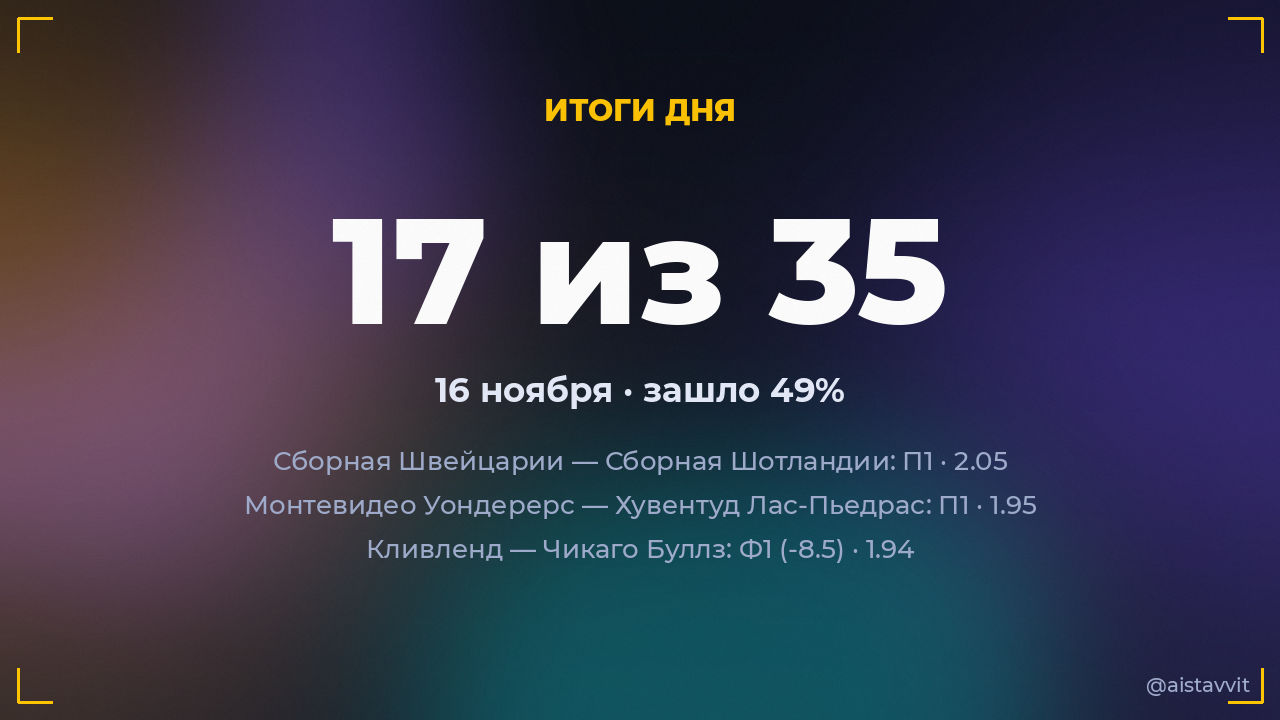 ИТОГИ ДНЯ
17 из 35
16 ноября · зашло 49%
Сборная Швейцарии — Сборная Шотландии: П1 · 2.05
Монтевидео Уондерерс — Хувентуд Лас-Пьедрас: П1 · 1.95
Кливленд — Чикаго Буллз: Ф1 (-8.5) · 1.94
@aistavvit